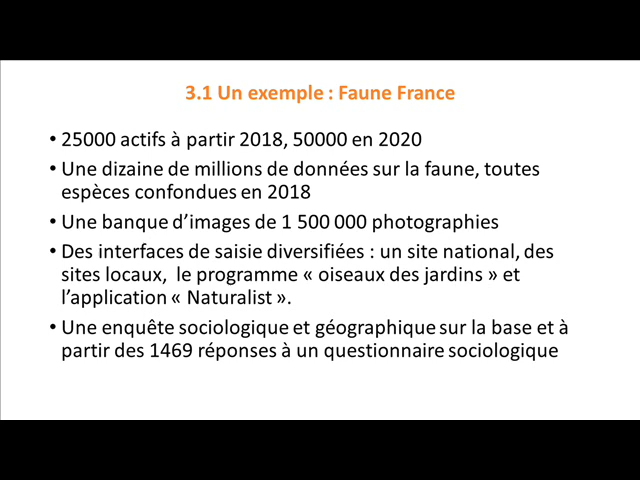 3.1 Un exemple : Faune France
• 25000 actifs à partir 2018, 50000 en 2020
• Une dizaine de millions de données sur la faune, toutes
espèces confondues en 2018
• Une banque d’images de 1 500 000 photographies
• Des interfaces de saisie diversifiées : un site national, des
sites locaux,  le programme « oiseaux des jardins » et
l’application « Naturalist ».
• Une enquête sociologique et géographique sur la base et à
partir des 1469 réponses à un questionnaire sociologique